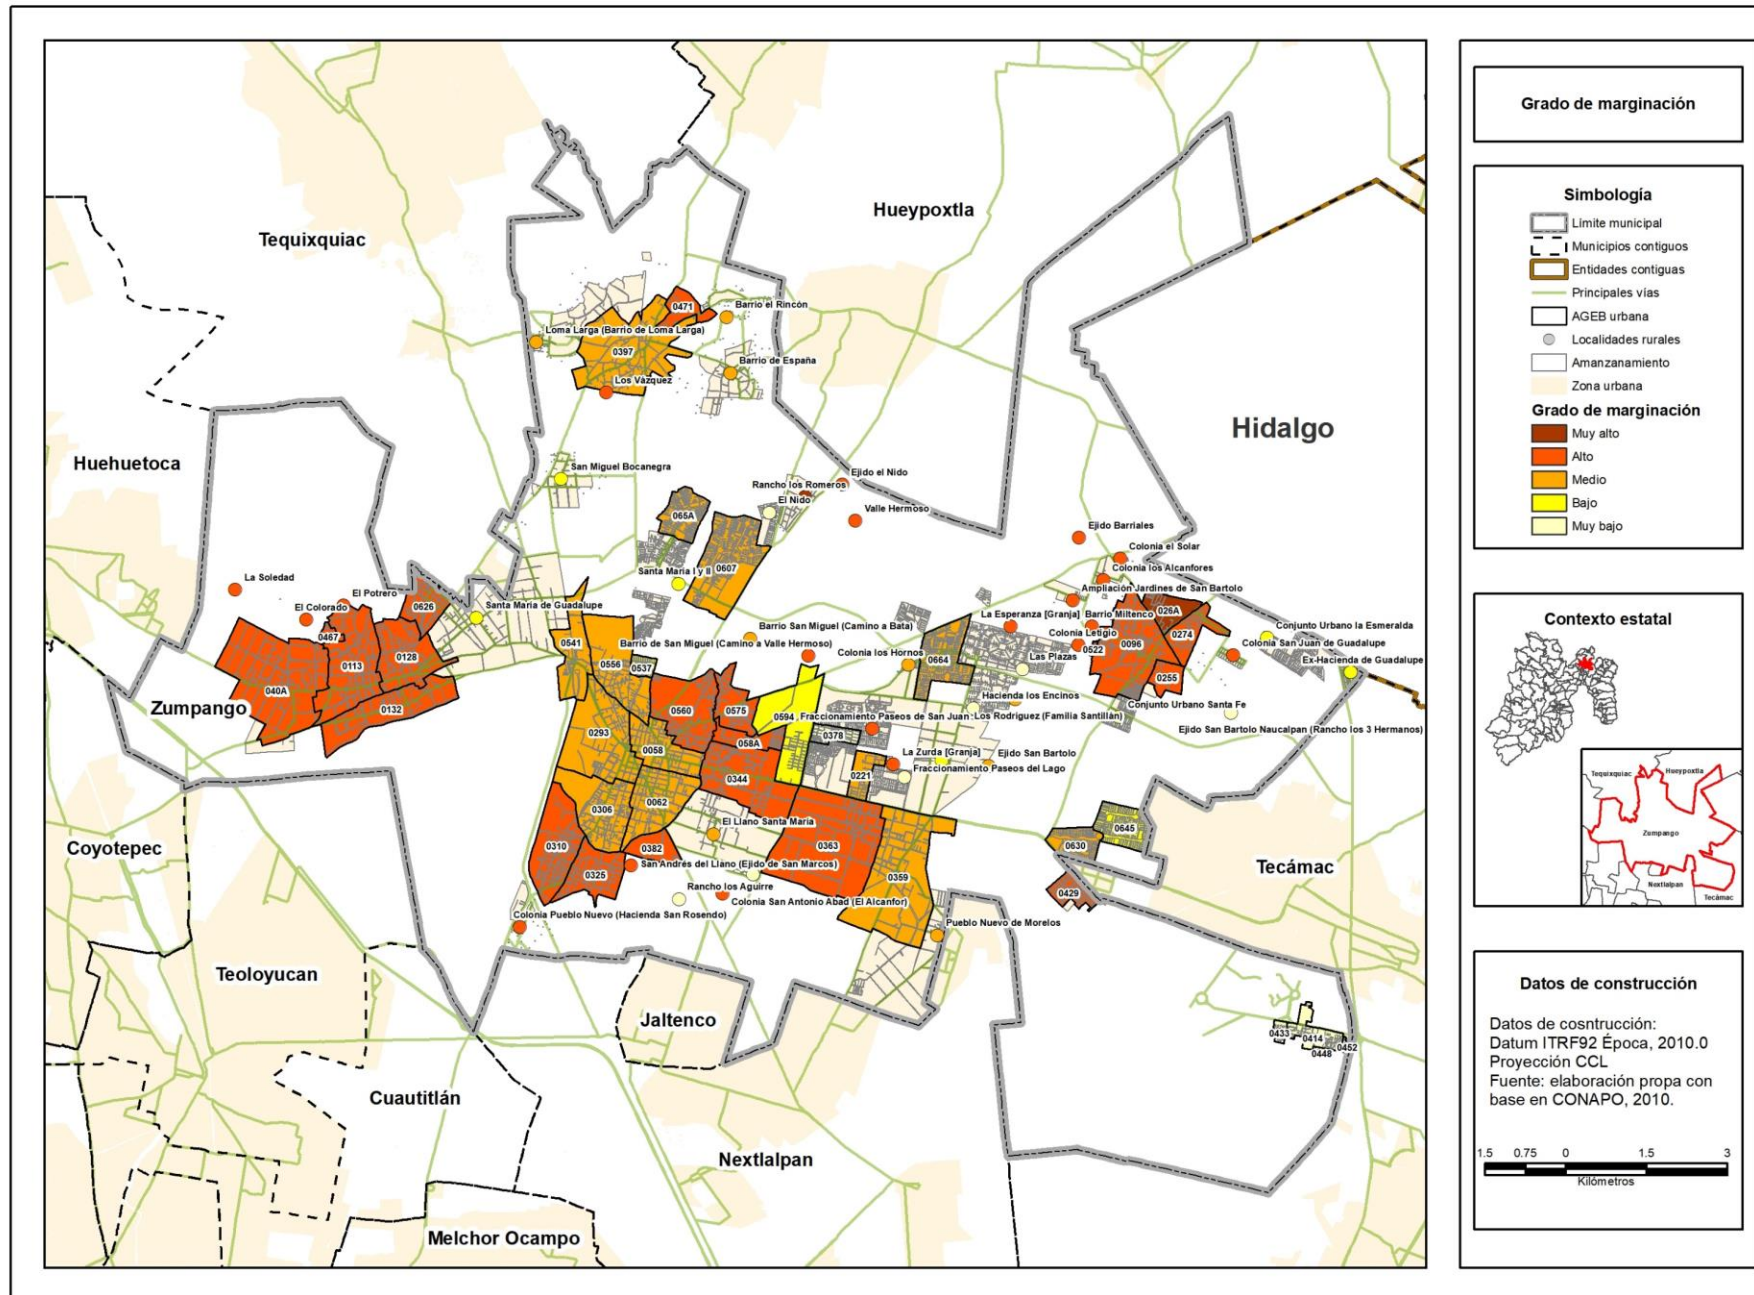 Tequixquiac
Hueypoxtla
Hidalgo
Huehuetoca
Zumpango
Coyotepec
Teoloyucan
Cuautitlán
Jaltenco
Nextlalpan
Melchor Ocampo
Tecámac
0471
Barrio el Rincón
Loma Larga (Barrio de Loma Larga)
0397
Barrio de España
Los Vázquez
San Miguel Bocanegra
Ejido el Nido
Rancho los Romeros
El Nido
065A
Valle Hermoso
Ejido Barriales
Colonia el Solar
0607
Colonia los Alcanfores
Santa Maria I y II
La Soledad
El Potrero
Ampliación Jardines de San Bartolo
0626
El Colorado
Santa Maria de Guadalupe
La Esperanza [Granja]
Barrio Miltenco
026A
0467
Barrio San Miguel (Camino a Bata)
Conjunto Urbano la Esmeralda
0541
Barrio de San Miguel (Camino a Valle Hermoso)
Colonia Letigio
0274
Colonia San Juan de Guadalupe
0128
0522
0096
0113
0556
0537
Colonia los Hornos
0664
Las Plazas
Ex-Hacienda de Guadalupe
0255
040A
0132
Hacienda los Encinos
Conjunto Urbano Santa Fe
0560
0575
0594
Fraccionamiento Paseos de San Juan
Los Rodríguez (Familia Santillán)
0293
0378
Ejido San Bartolo Naucalpan (Rancho los 3 Hermanos)
058A
0058
La Zurda [Granja]
Ejido San Bartolo
0344
0221
Fraccionamiento Paseos del Lago
0306
0062
El Llano Santa María
0645
0310
0382
0363
0630
San Andrés del Llano (Ejido de San Marcos)
0325
0359
Rancho los Aguirre
0429
Colonia San Antonio Abad (El Alcanfor)
Colonia Pueblo Nuevo (Hacienda San Rosendo)
Pueblo Nuevo de Morelos
0433
0414
0452
0448
Grado de marginación
Simbología
Límite municipal
Municipios contiguos
Entidades contiguas
Principales vías
AGEB urbana
Localidades rurales
Amanzanamiento
Zona urbana
Grado de marginación
Muy alto
Alto
Medio
Bajo
Muy bajo
Contexto estatal
Tequixquiac
Hueypoxtla
Zumpango
Nextlalpan
Tecámac
Datos de construcción
Datos de cosntrucción:
Datum ITRF92 Época, 2010.0
Proyección CCL
Fuente: elaboración propa con
base en CONAPO, 2010.
1.5 0.75 0 1.5 3
Kilómetros